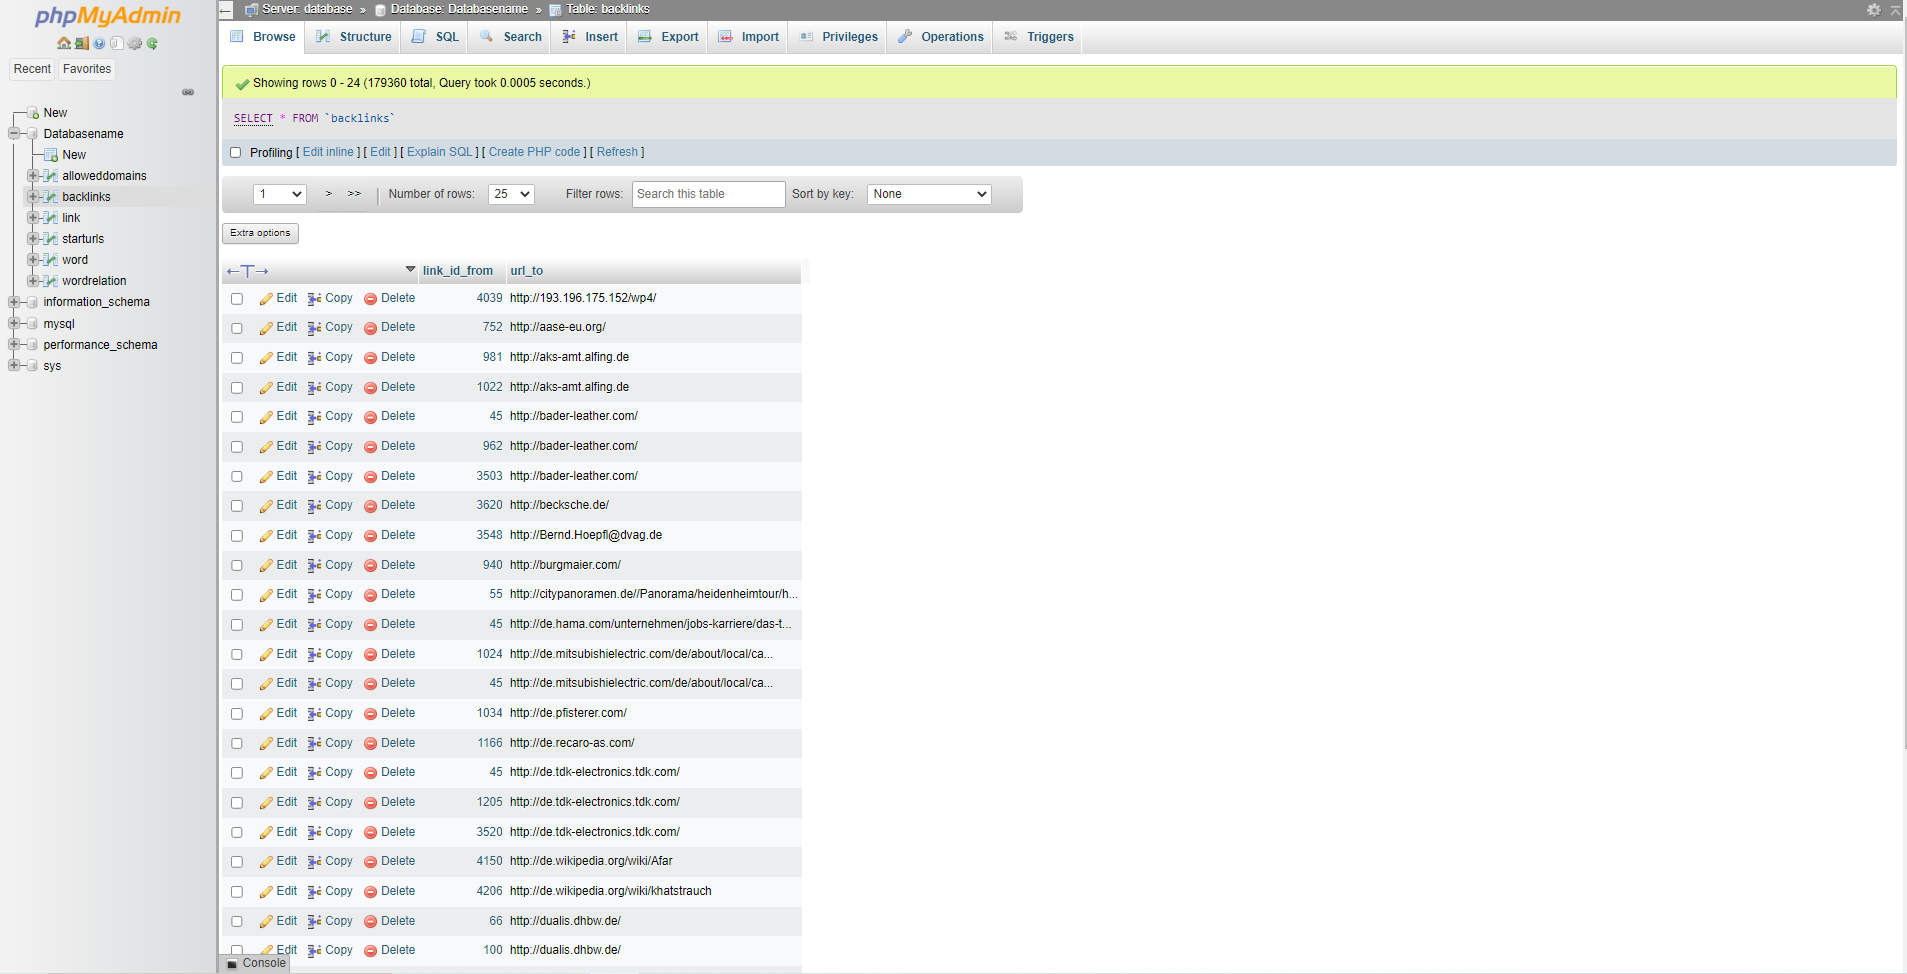 phpMyAdmin
Recent Favorites
New
Databasename
New
alloweddomains
backlinks
link
starturls
word
wordrelation
information_schema
mysql
performance_schema
sys
← Server: database » Database: Databasename » Table: backlinks
Browse Structure SQL Search Insert Export Import Privileges Operations Triggers
Showing rows 0 - 24 (179360 total, Query took 0.0005 seconds.)
SELECT * FROM `backlinks`
Profiling [ Edit inline ] [ Edit ] [ Explain SQL ] [ Create PHP code ] [ Refresh ]
1 > >> | Number of rows: 25 Filter rows: Search this table Sort by key: None
Extra options
←T→ link_id_from url_to
Edit Copy Delete 4039 http://193.196.175.152/wp4/
Edit Copy Delete 752 http://aase-eu.org/
Edit Copy Delete 981 http://aks-amt.alfing.de
Edit Copy Delete 1022 http://aks-amt.alfing.de
Edit Copy Delete 45 http://bader-leather.com/
Edit Copy Delete 962 http://bader-leather.com/
Edit Copy Delete 3503 http://bader-leather.com/
Edit Copy Delete 3620 http://becksche.de/
Edit Copy Delete 3548 http://Bernd.Hoepfl@dvag.de
Edit Copy Delete 940 http://burgmaier.com/
Edit Copy Delete 55 http://citypanoramen.de//Panorama/heidenheimtour/h...
Edit Copy Delete 45 http://de.hama.com/unternehmen/jobs-karriere/das-t...
Edit Copy Delete 1024 http://de.mitsubishielectric.com/de/about/local/ca...
Edit Copy Delete 45 http://de.mitsubishielectric.com/de/about/local/ca...
Edit Copy Delete 1034 http://de.pfisterer.com/
Edit Copy Delete 1166 http://de.recaro-as.com/
Edit Copy Delete 45 http://de.tdk-electronics.tdk.com/
Edit Copy Delete 1205 http://de.tdk-electronics.tdk.com/
Edit Copy Delete 3520 http://de.tdk-electronics.tdk.com/
Edit Copy Delete 4150 http://de.wikipedia.org/wiki/Afar
Edit Copy Delete 4206 http://de.wikipedia.org/wiki/khatstrauch
Edit Copy Delete 66 http://dualis.dhbw.de/
Edit Copy Delete 100 http://dualis.dhbw.de/
Console